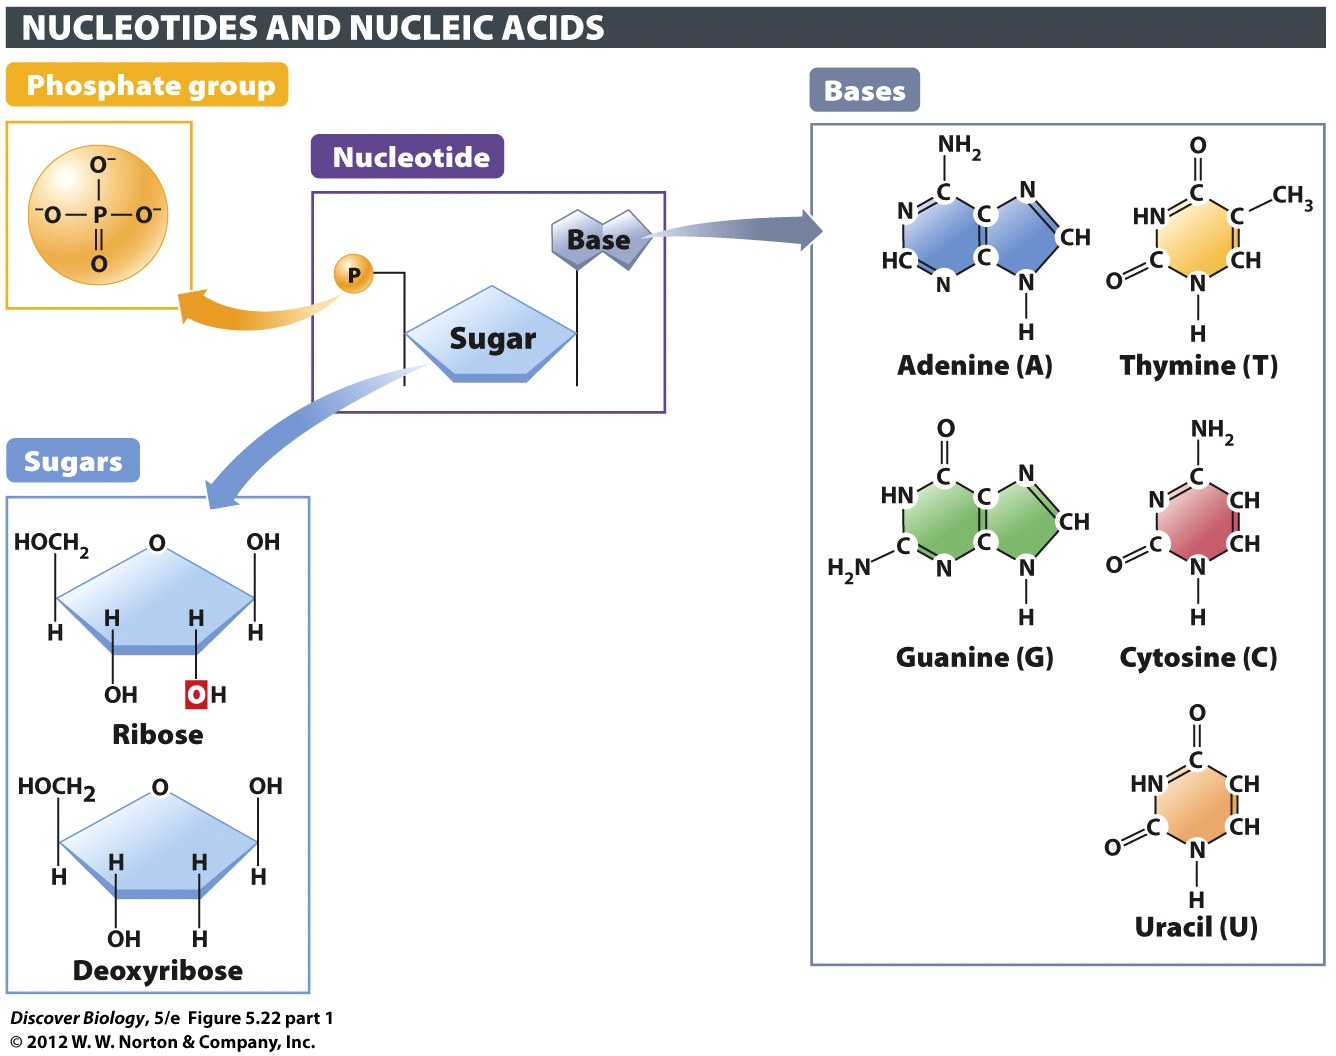 NUCLEOTIDES AND NUCLEIC ACIDS
Phosphate group
O⁻
⁻O—P—O⁻
O
Nucleotide
P
Base
Sugar
Sugars
HOCH₂
O
OH
H
H
H
H
OH
OH
Ribose
HOCH₂
O
OH
H
H
H
H
OH
H
Deoxyribose
Bases
NH₂
C
N
N
C
CH
HC
C
N
N
H
Adenine (A)
O
C
CH₃
HN
C
C
CH
O
N
H
Thymine (T)
O
C
N
HN
C
CH
C
C
H₂N
N
N
H
Guanine (G)
NH₂
C
N
CH
C
CH
O
N
H
Cytosine (C)
O
C
HN
CH
C
CH
O
N
H
Uracil (U)
Discover Biology, 5/e Figure 5.22 part 1
© 2012 W. W. Norton & Company, Inc.